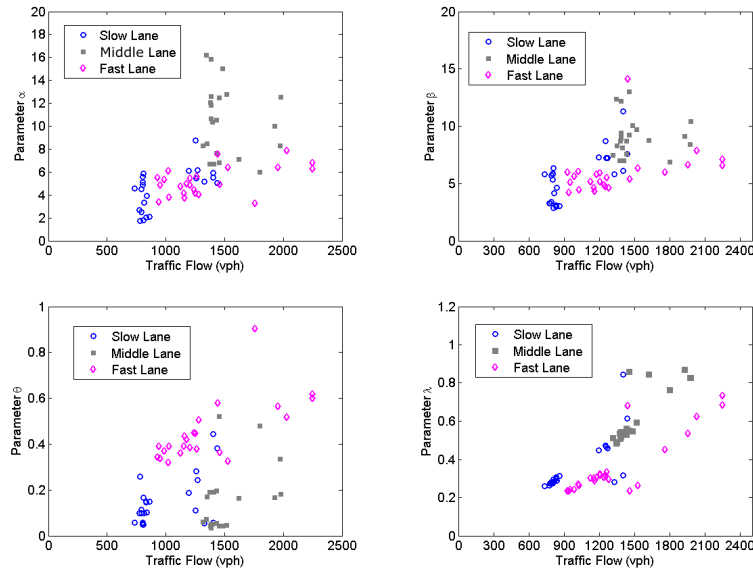 20
18
16
14
12
10
8
6
4
2
0
0
500
1000
1500
2000
2500
Parameter α
Traffic Flow (vph)
Slow Lane
Middle Lane
Fast Lane
20
15
10
5
0
0
300
600
900
1200
1500
1800
2100
2400
Parameter β
Traffic Flow (vph)
Slow Lane
Middle Lane
Fast Lane
1
0.8
0.6
0.4
0.2
0
0
500
1000
1500
2000
2500
Parameter θ
Traffic Flow (vph)
Slow Lane
Middle Lane
Fast Lane
1.2
1
0.8
0.6
0.4
0.2
0
0
300
600
900
1200
1500
1800
2100
2400
Parameter λ
Traffic Flow (vph)
Slow Lane
Middle Lane
Fast Lane